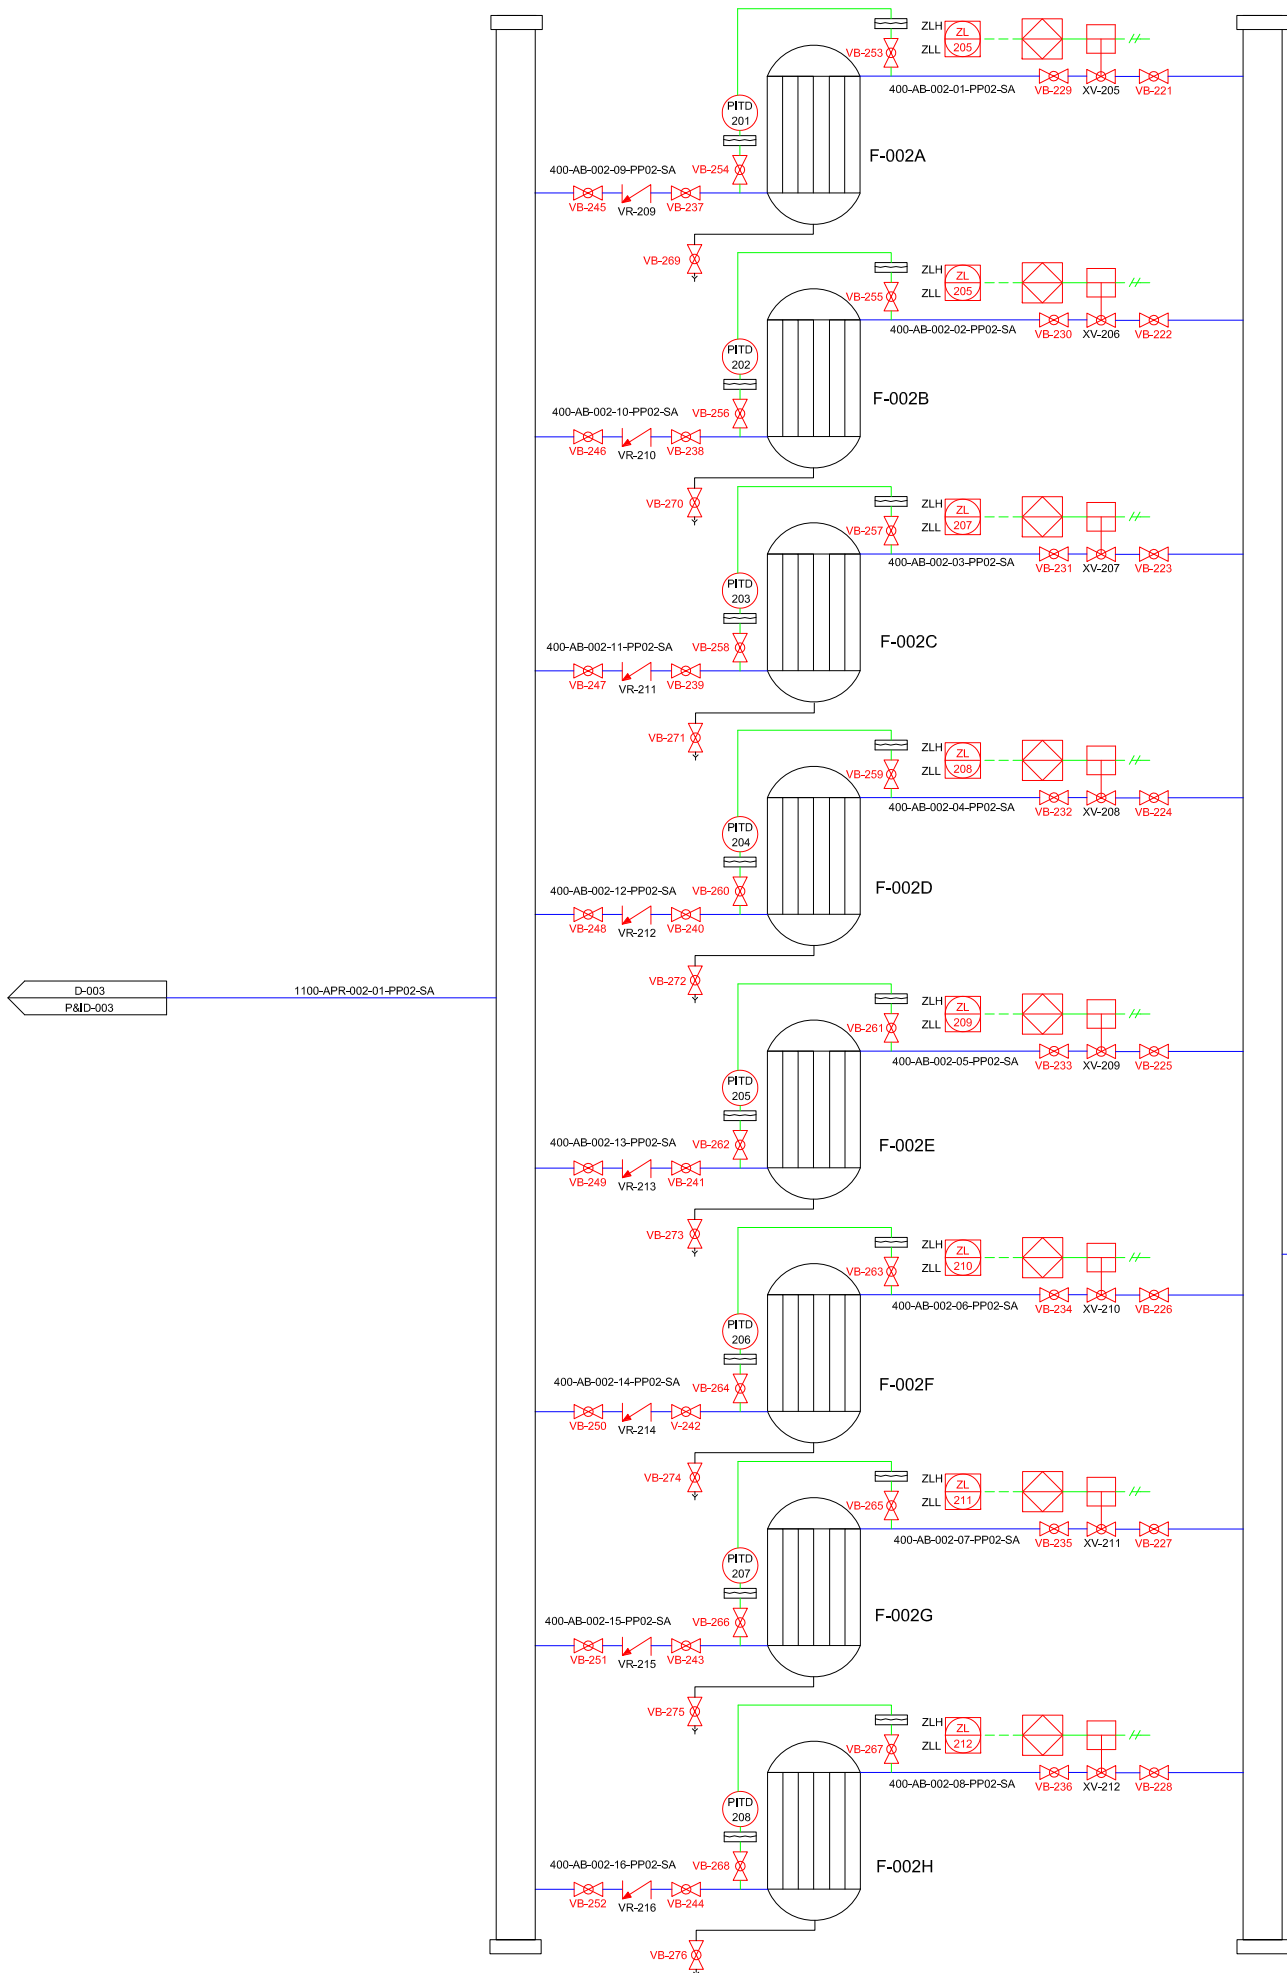 ZLH
ZL
VB-253
ZLL
205
400-AB-002-01-PP02-SA
VB-229
XV-205
VB-221
PITD
201
F-002A
400-AB-002-09-PP02-SA
VB-254
VB-245
VR-209
VB-237
VB-269
ZLH
ZL
VB-255
ZLL
205
400-AB-002-02-PP02-SA
VB-230
XV-206
VB-222
PITD
202
F-002B
400-AB-002-10-PP02-SA
VB-256
VB-246
VR-210
VB-238
VB-270
ZLH
ZL
VB-257
ZLL
207
400-AB-002-03-PP02-SA
VB-231
XV-207
VB-223
PITD
203
F-002C
400-AB-002-11-PP02-SA
VB-258
VB-247
VR-211
VB-239
VB-271
ZLH
ZL
VB-259
ZLL
208
400-AB-002-04-PP02-SA
VB-232
XV-208
VB-224
PITD
204
F-002D
400-AB-002-12-PP02-SA
VB-260
VB-248
VR-212
VB-240
VB-272
D-003
P&ID-003
1100-APR-002-01-PP02-SA
ZLH
ZL
VB-261
ZLL
209
400-AB-002-05-PP02-SA
VB-233
XV-209
VB-225
PITD
205
F-002E
400-AB-002-13-PP02-SA
VB-262
VB-249
VR-213
VB-241
VB-273
ZLH
ZL
VB-263
ZLL
210
400-AB-002-06-PP02-SA
VB-234
XV-210
VB-226
PITD
206
F-002F
400-AB-002-14-PP02-SA
VB-264
VB-250
VR-214
V-242
VB-274
ZLH
ZL
VB-265
ZLL
211
400-AB-002-07-PP02-SA
VB-235
XV-211
VB-227
PITD
207
F-002G
400-AB-002-15-PP02-SA
VB-266
VB-251
VR-215
VB-243
VB-275
ZLH
ZL
VB-267
ZLL
212
400-AB-002-08-PP02-SA
VB-236
XV-212
VB-228
PITD
208
F-002H
400-AB-002-16-PP02-SA
VB-268
VB-252
VR-216
VB-244
VB-276